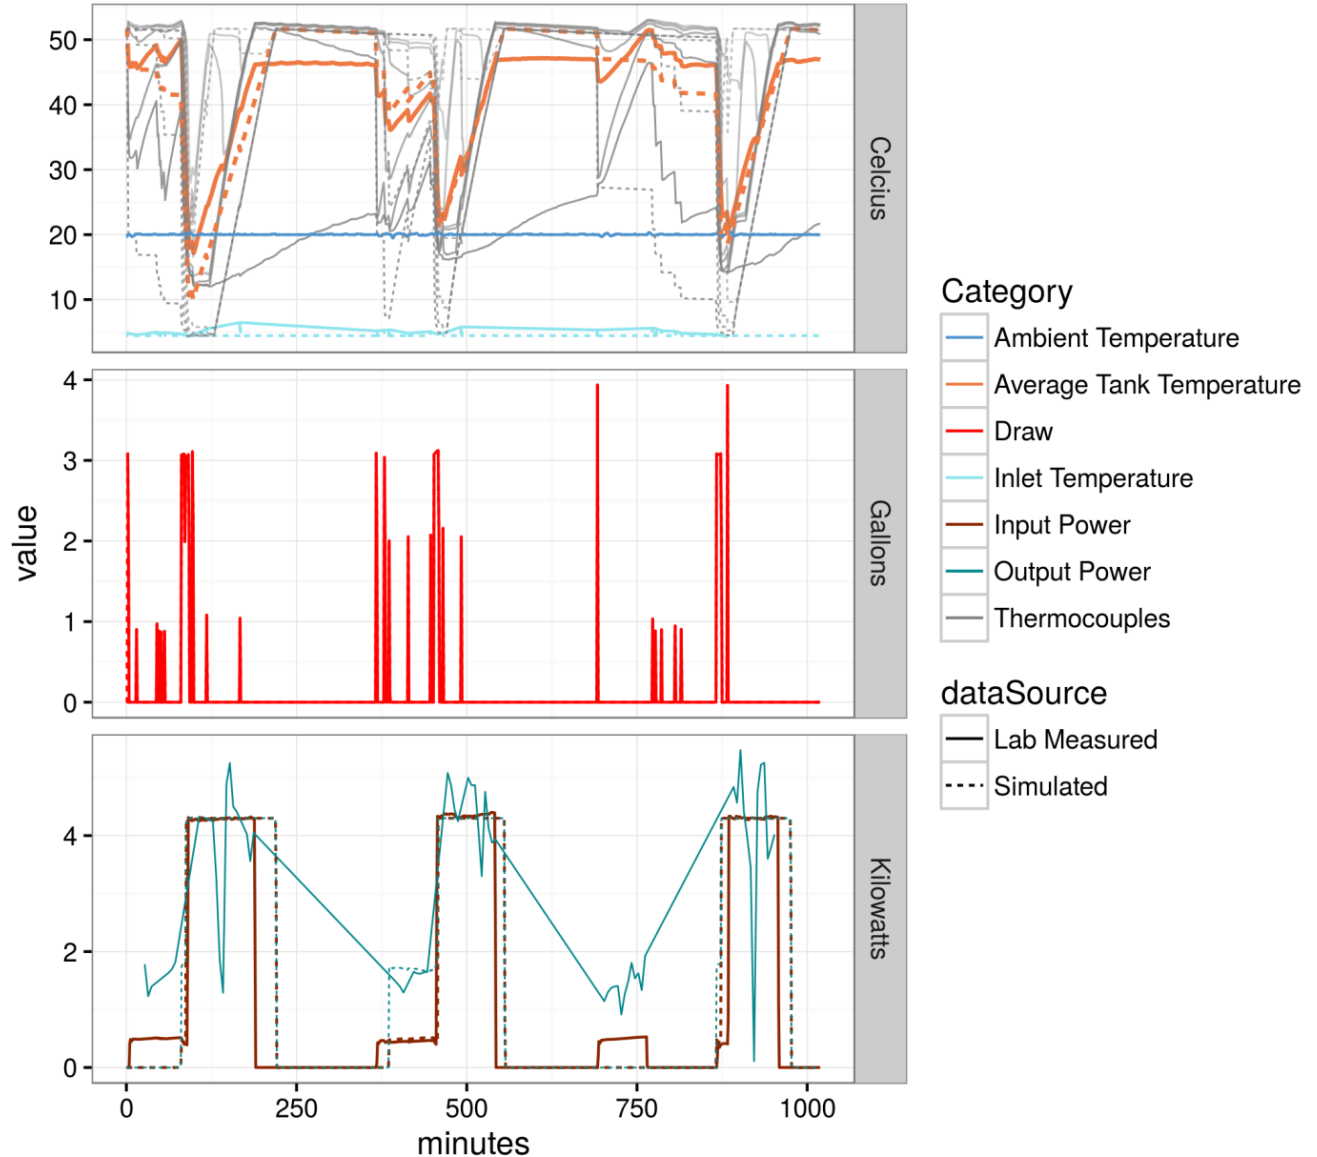 50
40
30
20
10
Celcius
4
3
2
1
0
Gallons
value
4
2
0
Kilowatts
0 250 500 750 1000
minutes
Category
Ambient Temperature
Average Tank Temperature
Draw
Inlet Temperature
Input Power
Output Power
Thermocouples
dataSource
Lab Measured
Simulated